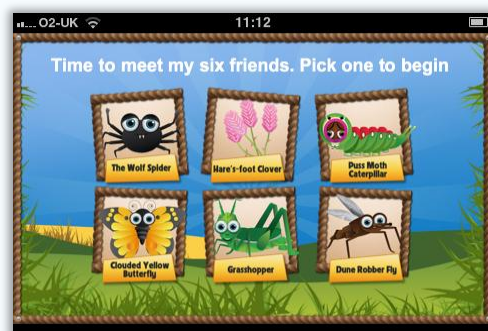 O2-UK 11:12
Time to meet my six friends. Pick one to begin
The Wolf Spider
Hare's-foot Clover
Puss Moth
Caterpillar
Clouded Yellow
Butterfly
Grasshopper
Dune Robber Fly